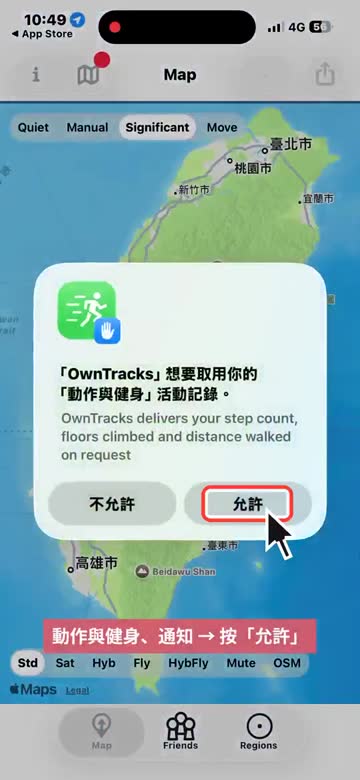 10:49
App Store
4G 56
Map
Quiet Manual Significant Move
臺北市
桃園市
新竹市
宜蘭市
「OwnTracks」想要取用你的
「動作與健身」活動記錄。
OwnTracks delivers your step count,
floors climbed and distance walked
on request
不允許 允許
臺東市
高雄市
Beidawu Shan
動作與健身、通知 → 按「允許」
Std Sat Hyb Fly HybFly Mute OSM
Maps Legal
Map Friends Regions